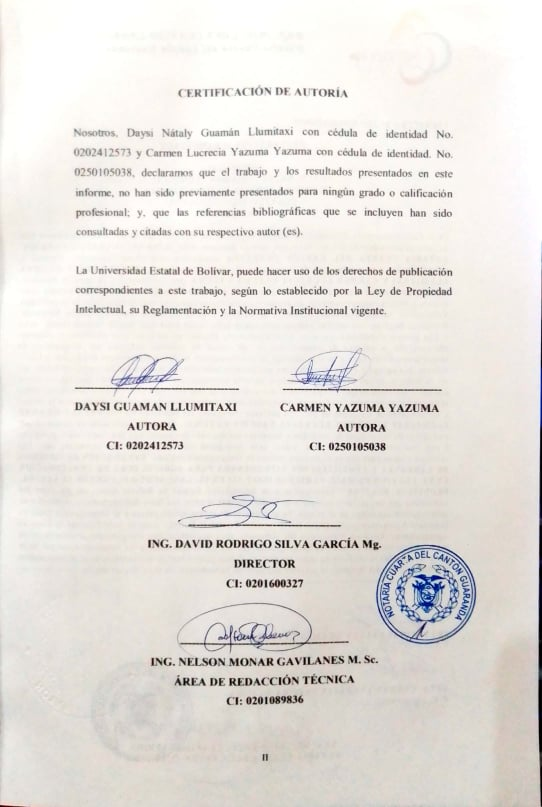 CERTIFICACIÓN DE AUTORÍA
Nosotros, Daysi Nátaly Guamán Llumitaxi con cédula de identidad No.
0202412573 y Carmen Lucrecia Yazuma Yazuma con cédula de identidad. No.
0250105038, declaramos que el trabajo y los resultados presentados en este
informe, no han sido previamente presentados para ningún grado o calificación
profesional; y, que las referencias bibliográficas que se incluyen han sido
consultadas y citadas con su respectivo autor (es).
La Universidad Estatal de Bolívar, puede hacer uso de los derechos de publicación
correspondientes a este trabajo, según lo establecido por la Ley de Propiedad
Intelectual, su Reglamentación y la Normativa Institucional vigente.
DAYSI GUAMAN LLUMITAXI
AUTORA
CI: 0202412573
CARMEN YAZUMA YAZUMA
AUTORA
CI: 0250105038
ING. DAVID RODRIGO SILVA GARCÍA Mg.
DIRECTOR
CI: 0201600327
NOTARIA CUARTA DEL CANTON GUARANDA
ING. NELSON MONAR GAVILANES M. Sc.
ÁREA DE REDACCIÓN TÉCNICA
CI: 0201089836
II